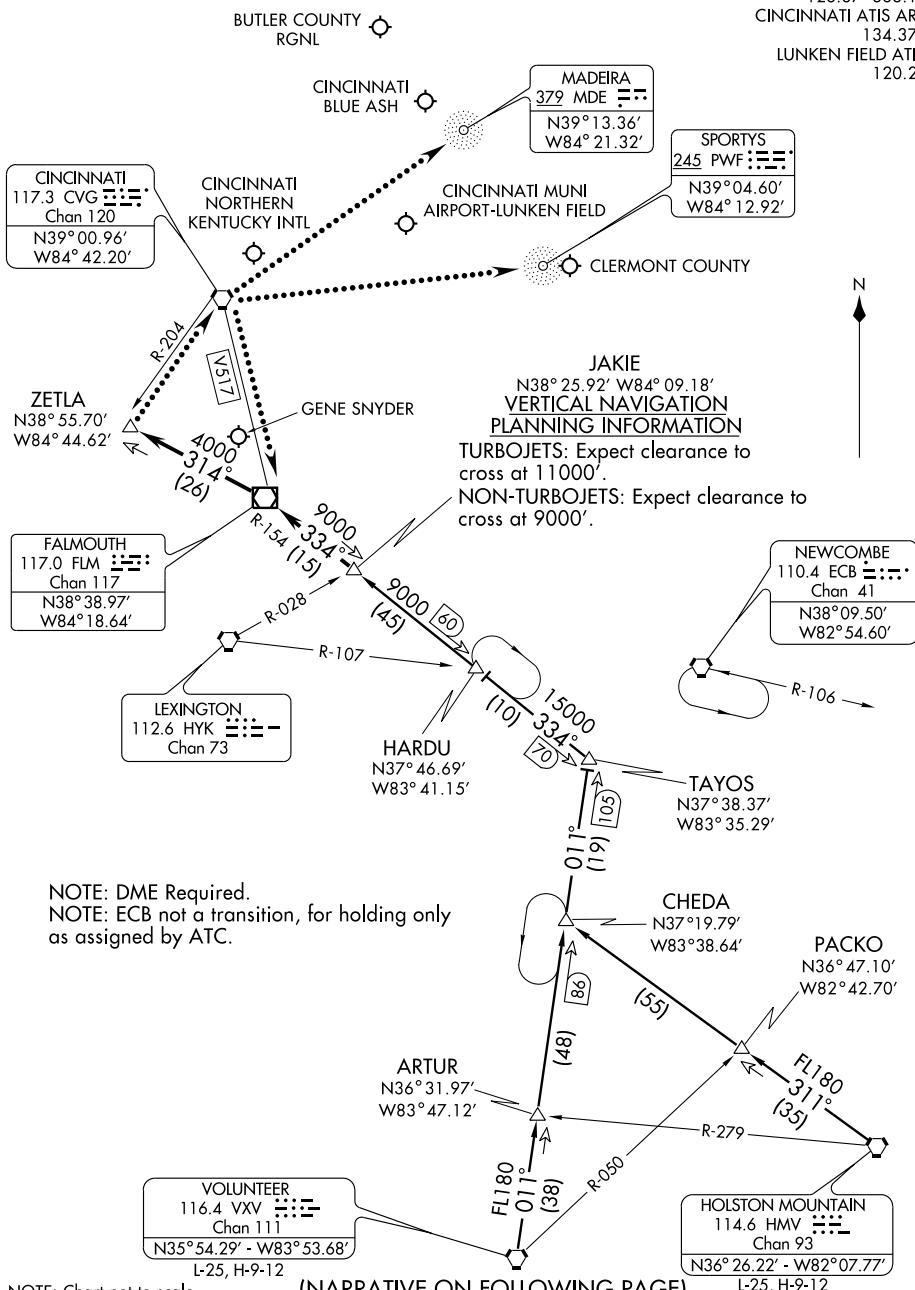 CINCINNATI ATIS AR
134.37
LUNKEN FIELD ATI
120.2
BUTLER COUNTY
RGNL
CINCINNATI
BLUE ASH
MADEIRA
379 MDE
N39°13.36'
W84°21.32'
SPORTYS
245 PWF
N39°04.60'
W84°12.92'
CINCINNATI
117.3 CVG
Chan 120
N39°00.96'
W84°42.20'
CINCINNATI
NORTHERN
KENTUCKY INTL
CINCINNATI MUNI
AIRPORT-LUNKEN FIELD
CLERMONT COUNTY
N
R-204
V517
ZETLA
N38°55.70'
W84°44.62'
GENE SNYDER
4000
314°
(26)
JAKIE
N38°25.92' W84°09.18'
VERTICAL NAVIGATION
PLANNING INFORMATION
TURBOJETS: Expect clearance to
cross at 11000'.
NON-TURBOJETS: Expect clearance to
cross at 9000'.
FALMOUTH
117.0 FLM
Chan 117
N38°38.97'
W84°18.64'
R-154
9000
334°
(15)
NEWCOMBE
110.4 ECB
Chan 41
N38°09.50'
W82°54.60'
R-106
R-028
R-107
9000
(45)
60
LEXINGTON
112.6 HYK
Chan 73
HARDU
N37°46.69'
W83°41.15'
15000
334°
(10)
70
TAYOS
N37°38.37'
W83°35.29'
105
011°
(19)
NOTE: DME Required.
NOTE: ECB not a transition, for holding only
as assigned by ATC.
CHEDA
N37°19.79'
W83°38.64'
PACKO
N36°47.10'
W82°42.70'
86
(48)
(55)
ARTUR
N36°31.97'
W83°47.12'
FL180
311°
(35)
R-279
R-050
FL180
011°
(38)
VOLUNTEER
116.4 VXV
Chan 111
N35°54.29' - W83°53.68'
L-25, H-9-12
HOLSTON MOUNTAIN
114.6 HMV
Chan 93
N36°26.22' - W82°07.77'
L-25, H-9-12